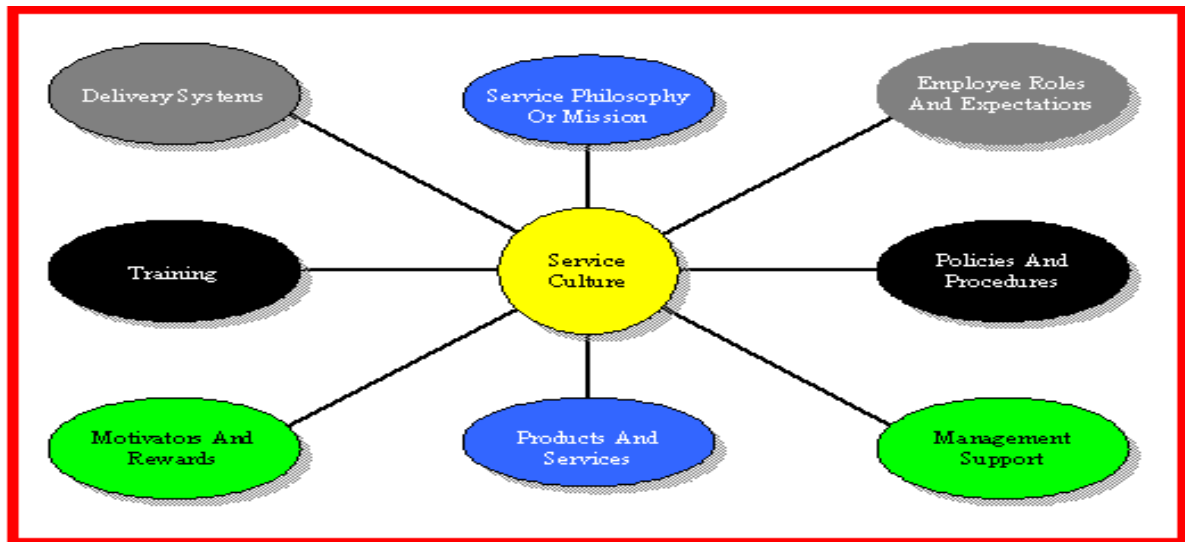 Delivery Systems
Service Philosophy
Or Mission
Employee Roles
And Expectations
Training
Service
Culture
Policies And
Procedures
Motivators And
Rewards
Products And
Services
Management
Support